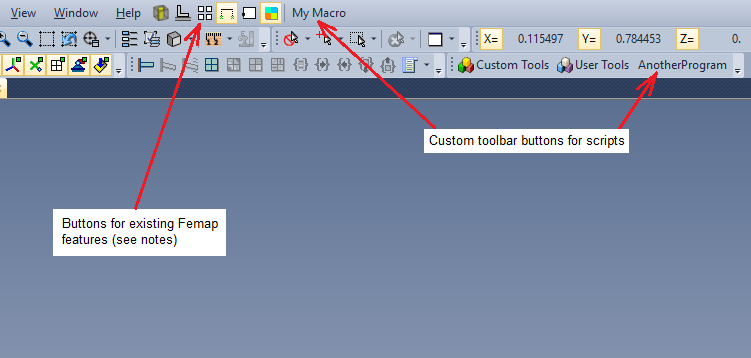 View Window Help My Macro
X= 0.115497 Y= 0.784453 Z= 0.
Custom Tools User Tools AnotherProgram
Custom toolbar buttons for scripts
Buttons for existing Femap
features (see notes)